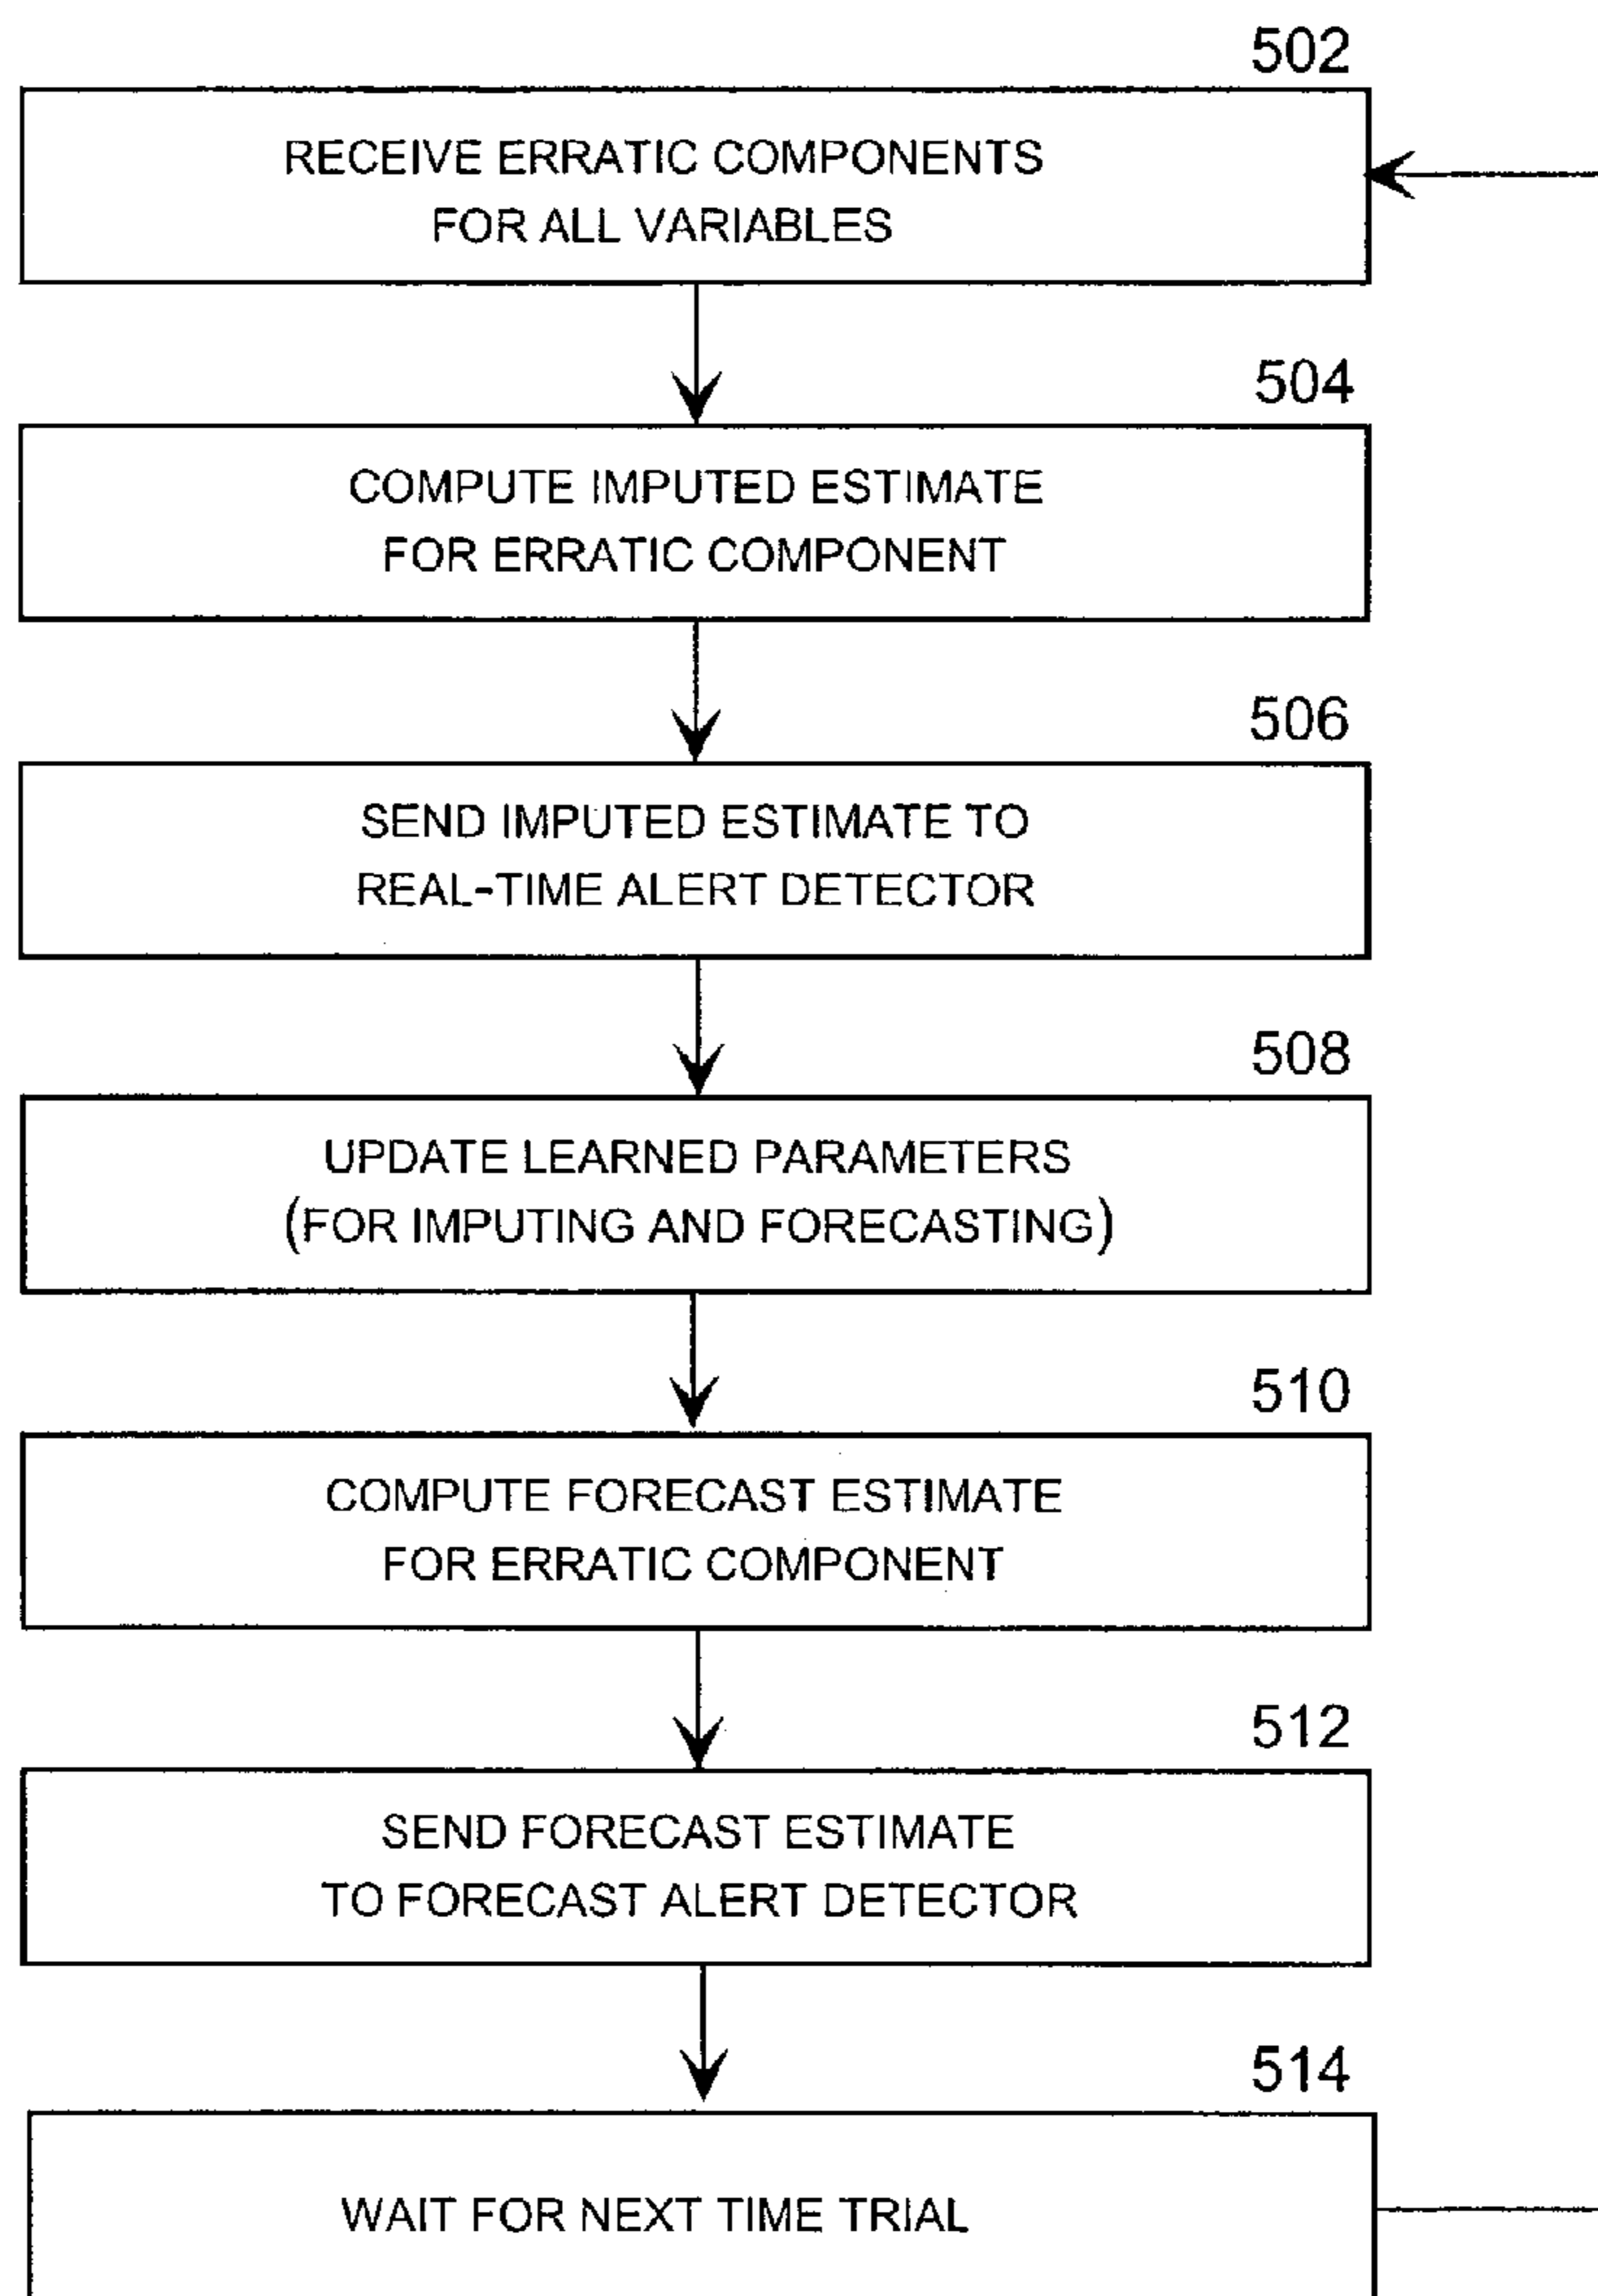 502
RECEIVE ERRATIC COMPONENTS
FOR ALL VARIABLES
504
COMPUTE IMPUTED ESTIMATE
FOR ERRATIC COMPONENT
506
SEND IMPUTED ESTIMATE TO
REAL-TIME ALERT DETECTOR
508
UPDATE LEARNED PARAMETERS
(FOR IMPUTING AND FORECASTING)
510
COMPUTE FORECAST ESTIMATE
FOR ERRATIC COMPONENT
512
SEND FORECAST ESTIMATE
TO FORECAST ALERT DETECTOR
514
WAIT FOR NEXT TIME TRIAL